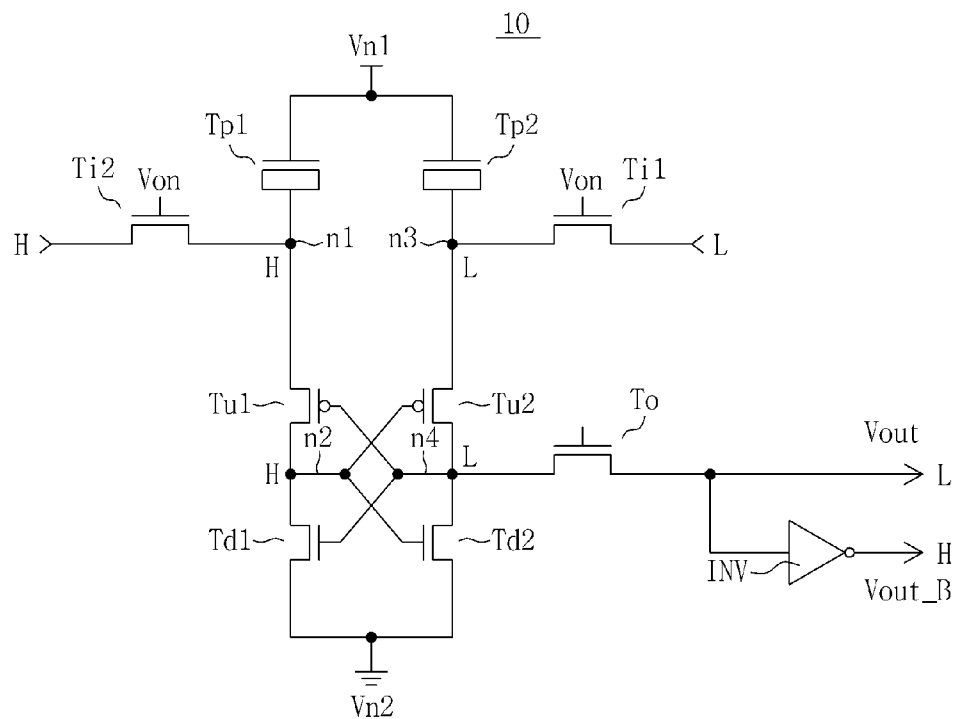 10
Vn1
Tp1
Tp2
Ti2
Von
Von
Ti1
H
n1
n3
L
H
L
Tu1
Tu2
To
n2
n4
Vout
H
L
L
Td1
Td2
INV
H
Vout_B
Vn2